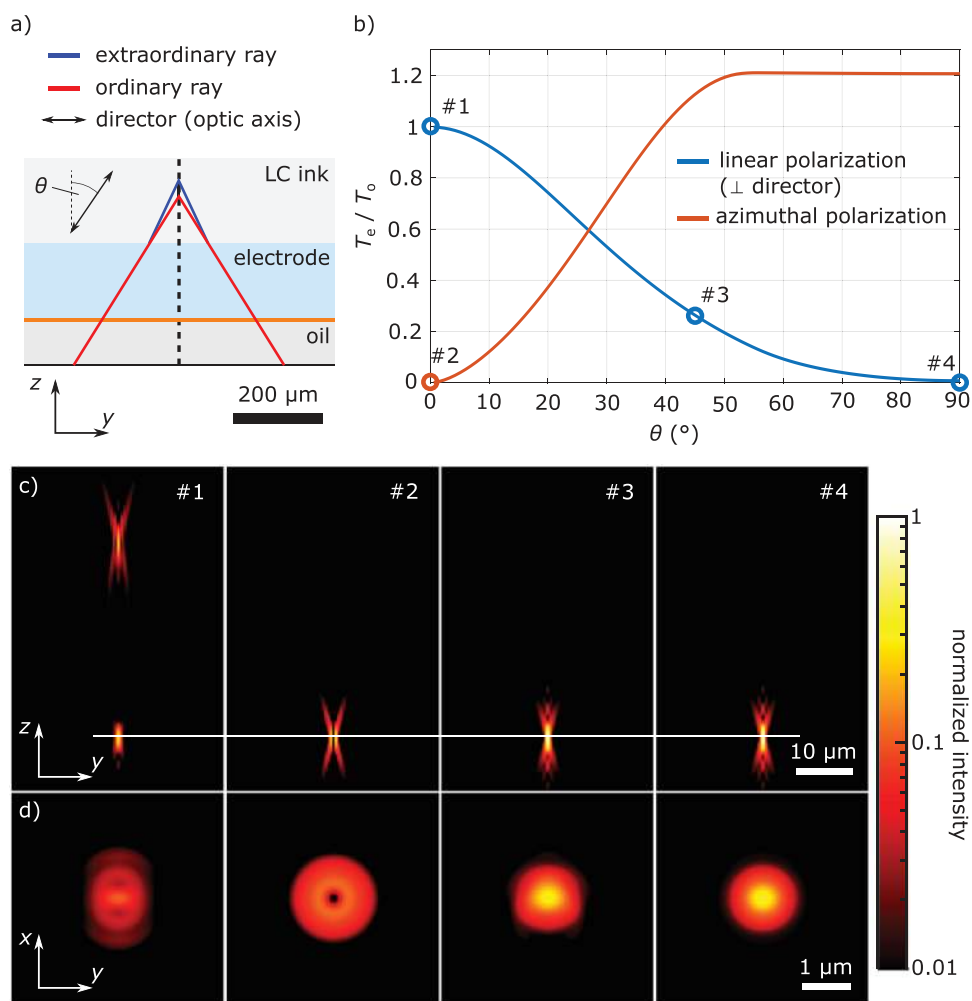 a)
extraordinary ray
ordinary ray
director (optic axis)
θ
LC ink
electrode
oil
z
y
200 μm
b)
1.2
1
0.8
0.6
0.4
0.2
0
Te / To
#1
#2
#3
#4
linear polarization
(⊥ director)
azimuthal polarization
0 10 20 30 40 50 60 70 80 90
θ (°)
c)
#1
#2
#3
#4
z
y
10 μm
d)
x
y
1 μm
1
0.1
0.01
normalized intensity